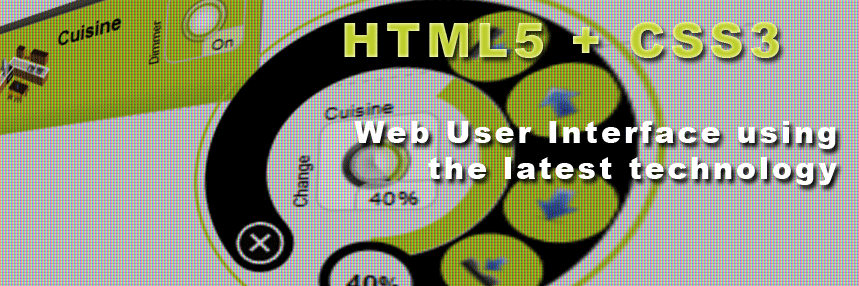 HTML5 + CSS3
Cuisine
Dimmer
On
Cuisine
Web User Interface using
the latest technology
Change
40%
40%